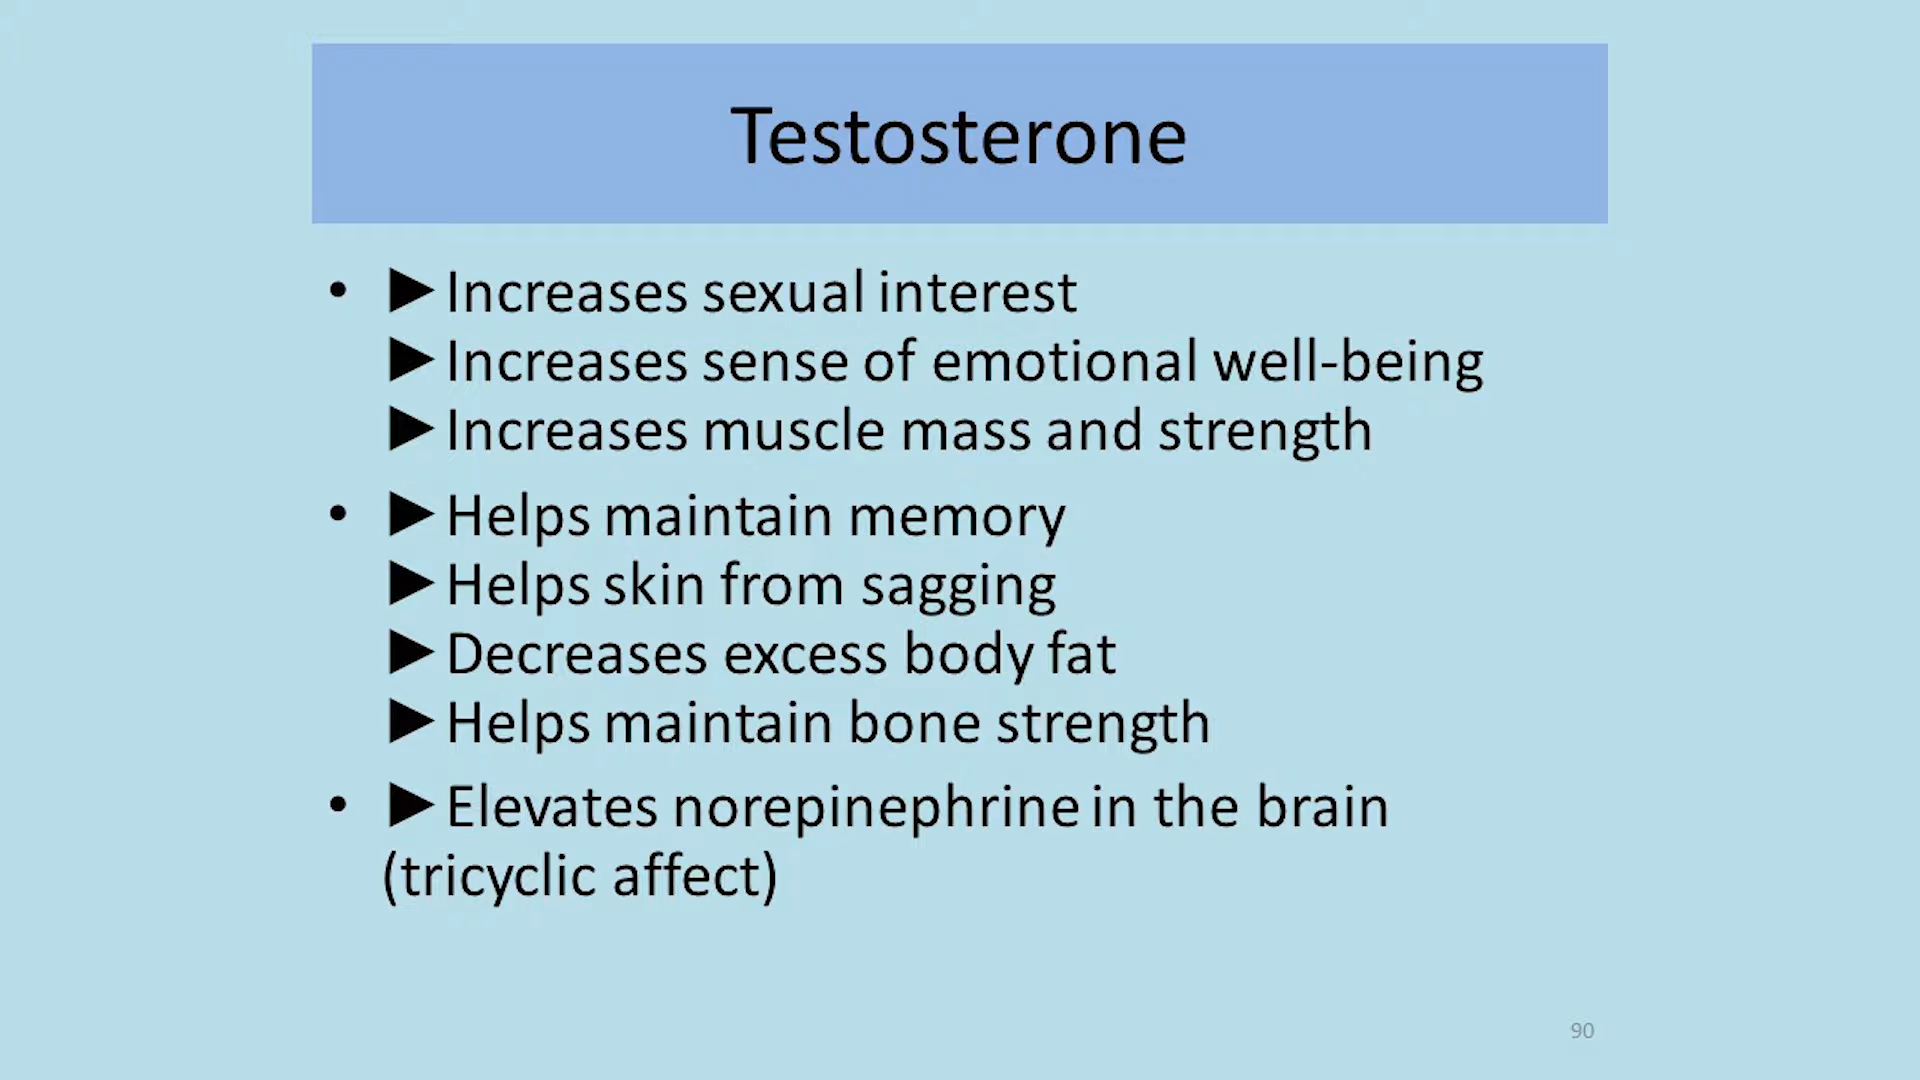 Testosterone
• ►Increases sexual interest
►Increases sense of emotional well-being
►Increases muscle mass and strength
• ►Helps maintain memory
►Helps skin from sagging
►Decreases excess body fat
►Helps maintain bone strength
• ►Elevates norepinephrine in the brain
(tricyclic affect)
90